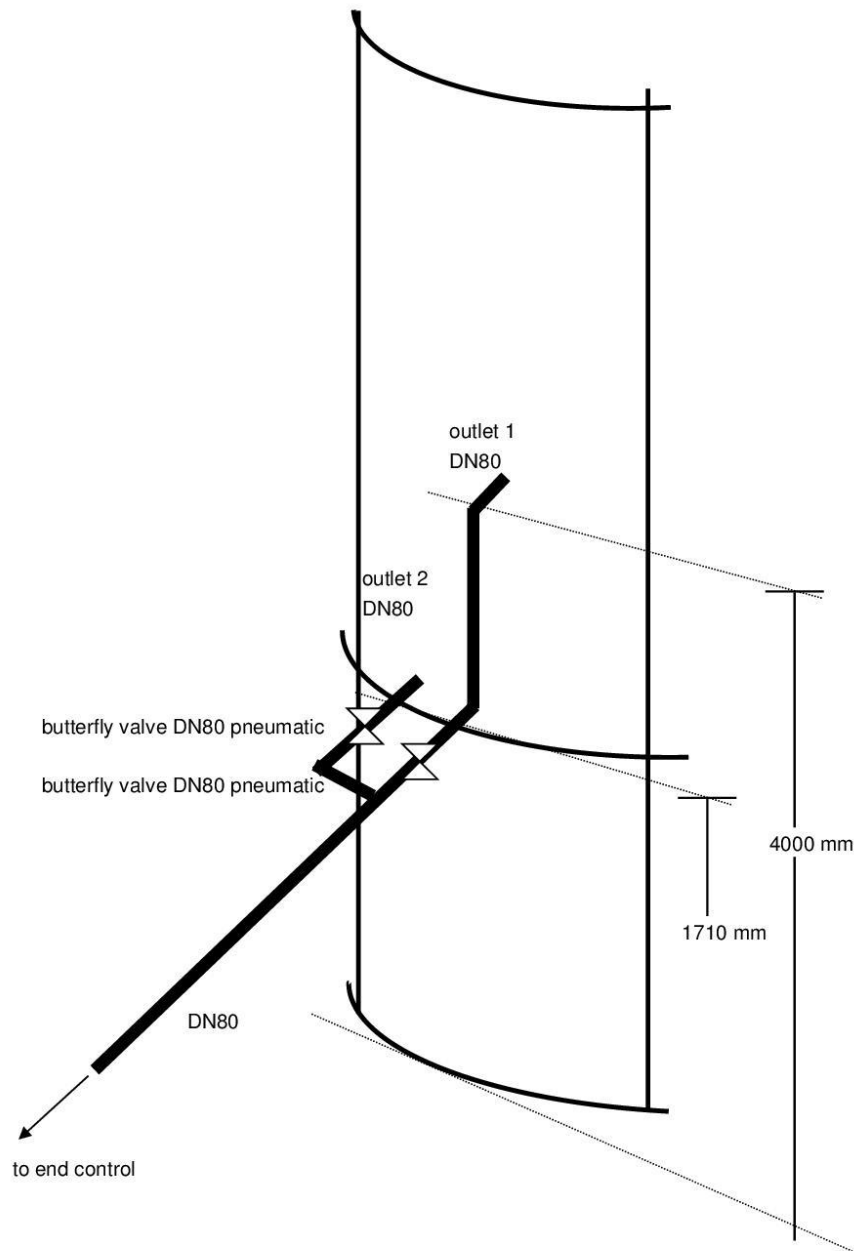 outlet 1
DN80
outlet 2
DN80
butterfly valve DN80 pneumatic
butterfly valve DN80 pneumatic
4000 mm
1710 mm
DN80
to end control